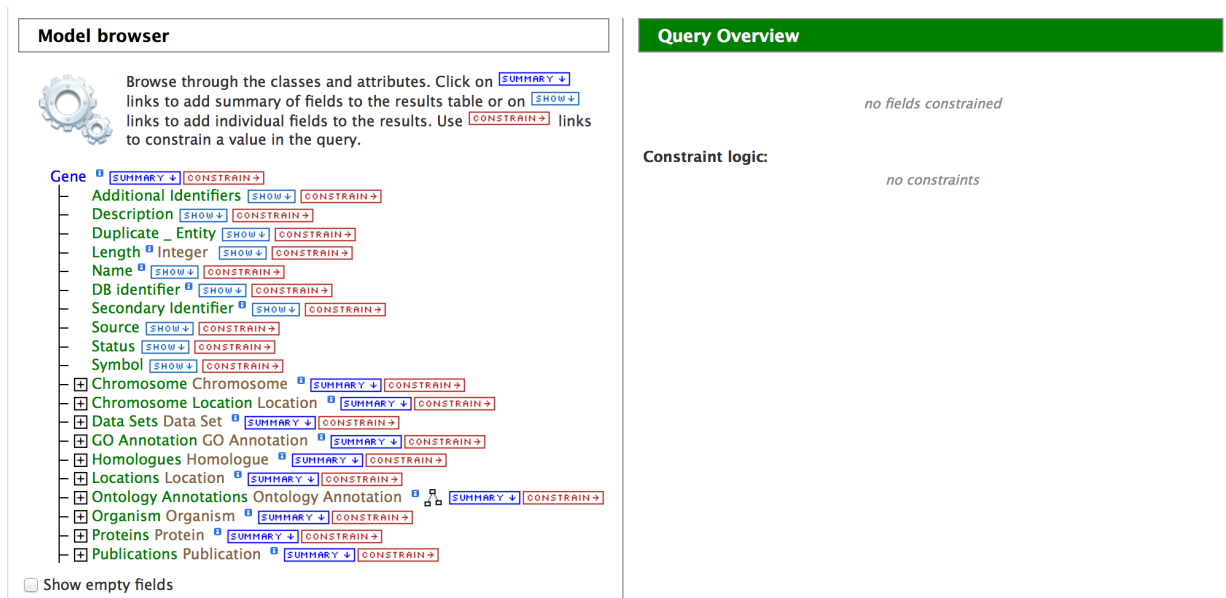 Model browser
Browse through the classes and attributes. Click on SUMMARY ↓
links to add summary of fields to the results table or on SHOW ↓
links to add individual fields to the results. Use CONSTRAIN → links
to constrain a value in the query.
Gene i SUMMARY ↓ CONSTRAIN →
Additional Identifiers SHOW ↓ CONSTRAIN →
Description SHOW ↓ CONSTRAIN →
Duplicate _ Entity SHOW ↓ CONSTRAIN →
Length i Integer SHOW ↓ CONSTRAIN →
Name i SHOW ↓ CONSTRAIN →
DB identifier i SHOW ↓ CONSTRAIN →
Secondary Identifier i SHOW ↓ CONSTRAIN →
Source SHOW ↓ CONSTRAIN →
Status SHOW ↓ CONSTRAIN →
Symbol SHOW ↓ CONSTRAIN →
+ Chromosome Chromosome i SUMMARY ↓ CONSTRAIN →
+ Chromosome Location Location i SUMMARY ↓ CONSTRAIN →
+ Data Sets Data Set i SUMMARY ↓ CONSTRAIN →
+ GO Annotation GO Annotation i SUMMARY ↓ CONSTRAIN →
+ Homologues Homologue i SUMMARY ↓ CONSTRAIN →
+ Locations Location i SUMMARY ↓ CONSTRAIN →
+ Ontology Annotations Ontology Annotation i SUMMARY ↓ CONSTRAIN →
+ Organism Organism i SUMMARY ↓ CONSTRAIN →
+ Proteins Protein i SUMMARY ↓ CONSTRAIN →
+ Publications Publication i SUMMARY ↓ CONSTRAIN →
Show empty fields
Query Overview
no fields constrained
Constraint logic:
no constraints